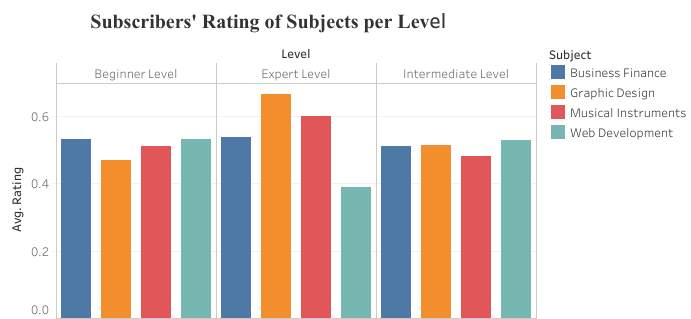 Subscribers' Rating of Subjects per Level
Level
Subject
Beginner Level
Expert Level
Intermediate Level
Business Finance
Graphic Design
Musical Instruments
Web Development
Avg. Rating
0.6
0.4
0.2
0.0